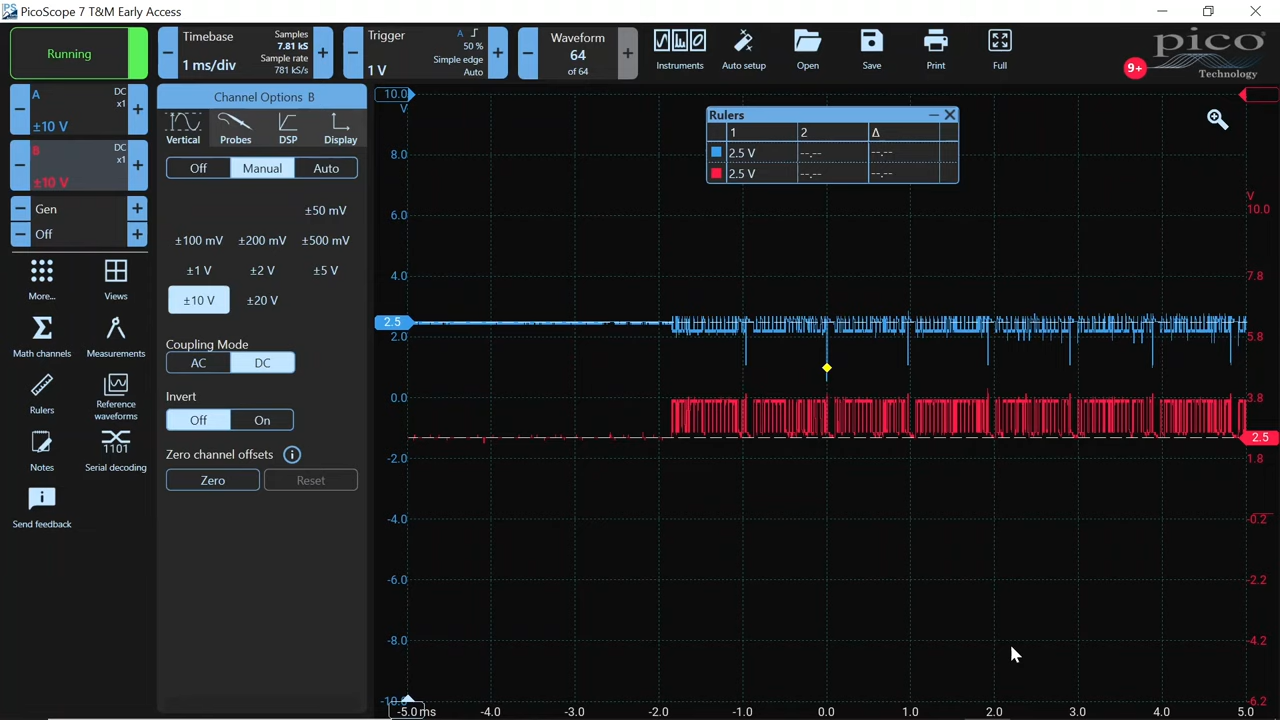 PicoScope 7 T&M Early Access
Running
Timebase
1 ms/div
Samples
7.81 kS
Sample rate
781 kS/s
Trigger
1 V
A
50 %
Simple edge
Auto
Waveform
64
of 64
Instruments
Auto setup
Open
Save
Print
Full
9+
pico
Technology
A
DC
x1
±10 V
B
DC
x1
±10 V
Gen
Off
More...
Views
Math channels
Measurements
Rulers
Reference
waveforms
Notes
1101
Serial decoding
Send feedback
Channel Options B
Vertical
Probes
DSP
Display
Off Manual Auto
±50 mV
±100 mV ±200 mV ±500 mV
±1 V ±2 V ±5 V
±10 V ±20 V
Coupling Mode
AC DC
Invert
Off On
Zero channel offsets
Zero Reset
10.0
V
8.0
6.0
4.0
2.5
2.0
0.0
-2.0
-4.0
-6.0
-8.0
-10.0
Rulers
1 2 Δ
2.5 V --.-- --.--
2.5 V --.-- --.--
V
10.0
7.8
5.8
3.8
2.5
1.8
-0.2
-2.2
-4.2
-6.2
-5.0 ms -4.0 -3.0 -2.0 -1.0 0.0 1.0 2.0 3.0 4.0 5.0